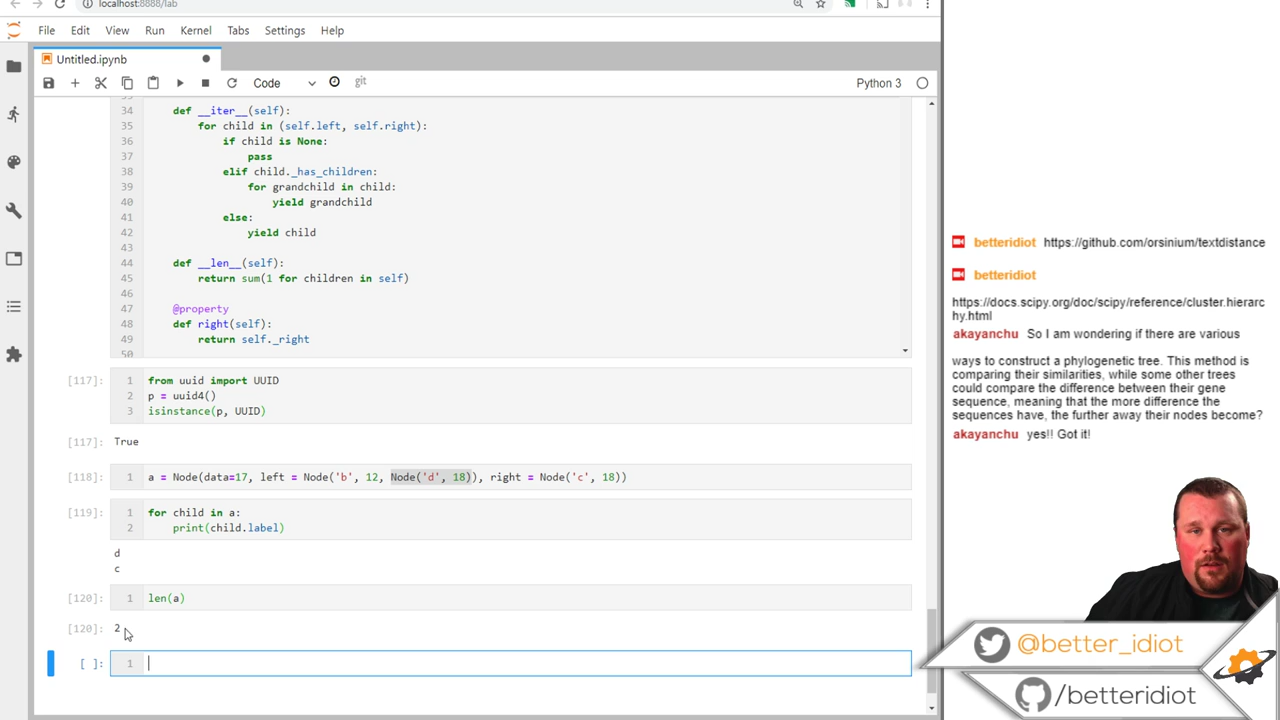 localhost:8888/lab
File Edit View Run Kernel Tabs Settings Help
Untitled.ipynb
Code git Python 3
34 def __iter__(self):
35 for child in (self.left, self.right):
36 if child is None:
37 pass
38 elif child._has_children:
39 for grandchild in child:
40 yield grandchild
41 else:
42 yield child
43
44 def __len__(self):
45 return sum(1 for children in self)
46
47 @property
48 def right(self):
49 return self._right
50
[117]: 1 from uuid import UUID
2 p = uuid4()
3 isinstance(p, UUID)
[117]: True
[118]: 1 a = Node(data=17, left = Node('b', 12, Node('d', 18)), right = Node('c', 18))
[119]: 1 for child in a:
2 print(child.label)
d
c
[120]: 1 len(a)
[120]: 2
[ ]: 1
betteridiot https://github.com/orsinium/textdistance
betteridiot
https://docs.scipy.org/doc/scipy/reference/cluster.hierarc
hy.html
akayanchu So I am wondering if there are various
ways to construct a phylogenetic tree. This method is
comparing their similarities, while some other trees
could compare the difference between their gene
sequence, meaning that the more difference the
sequences have, the further away their nodes become?
akayanchu yes!! Got it!
@better_idiot
/betteridiot